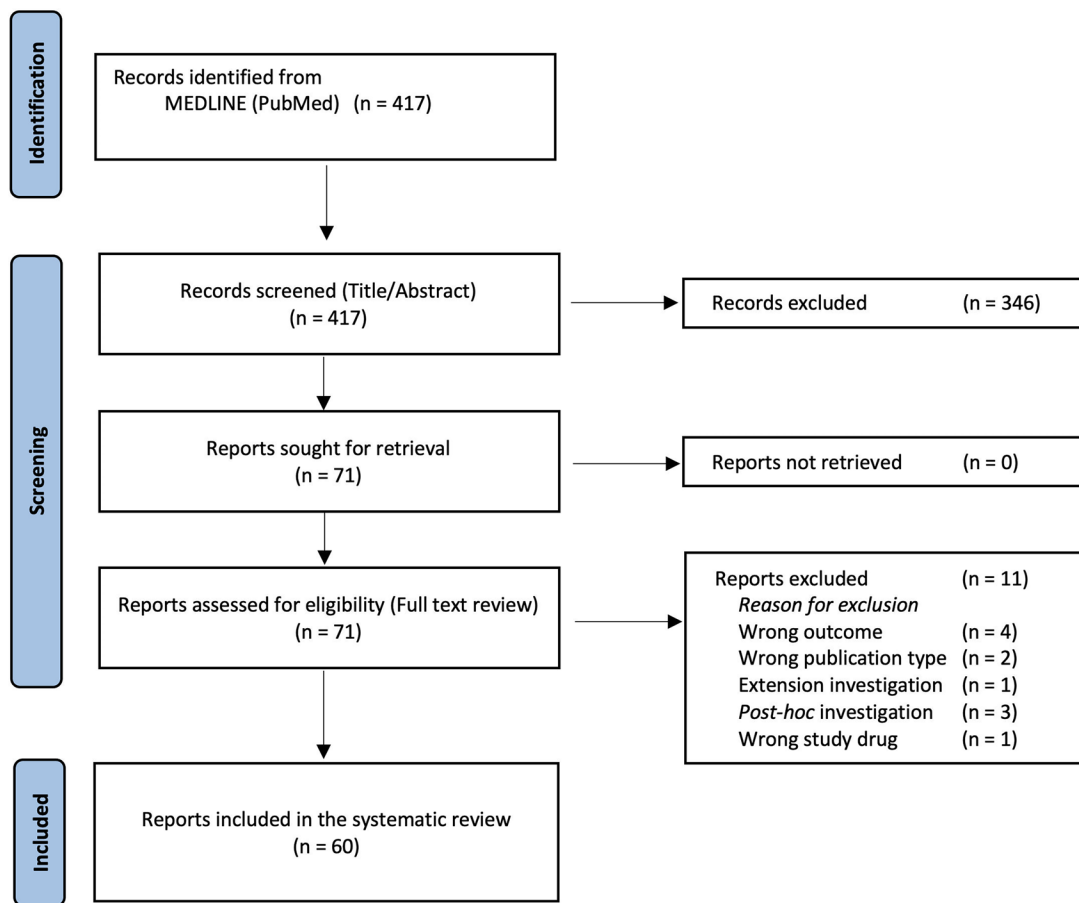 Identification
Records identified from
MEDLINE (PubMed) (n = 417)
Screening
Records screened (Title/Abstract)
(n = 417)
Records excluded (n = 346)
Reports sought for retrieval
(n = 71)
Reports not retrieved (n = 0)
Reports assessed for eligibility (Full text review)
(n = 71)
Reports excluded (n = 11)
Reason for exclusion
Wrong outcome (n = 4)
Wrong publication type (n = 2)
Extension investigation (n = 1)
Post-hoc investigation (n = 3)
Wrong study drug (n = 1)
Included
Reports included in the systematic review
(n = 60)